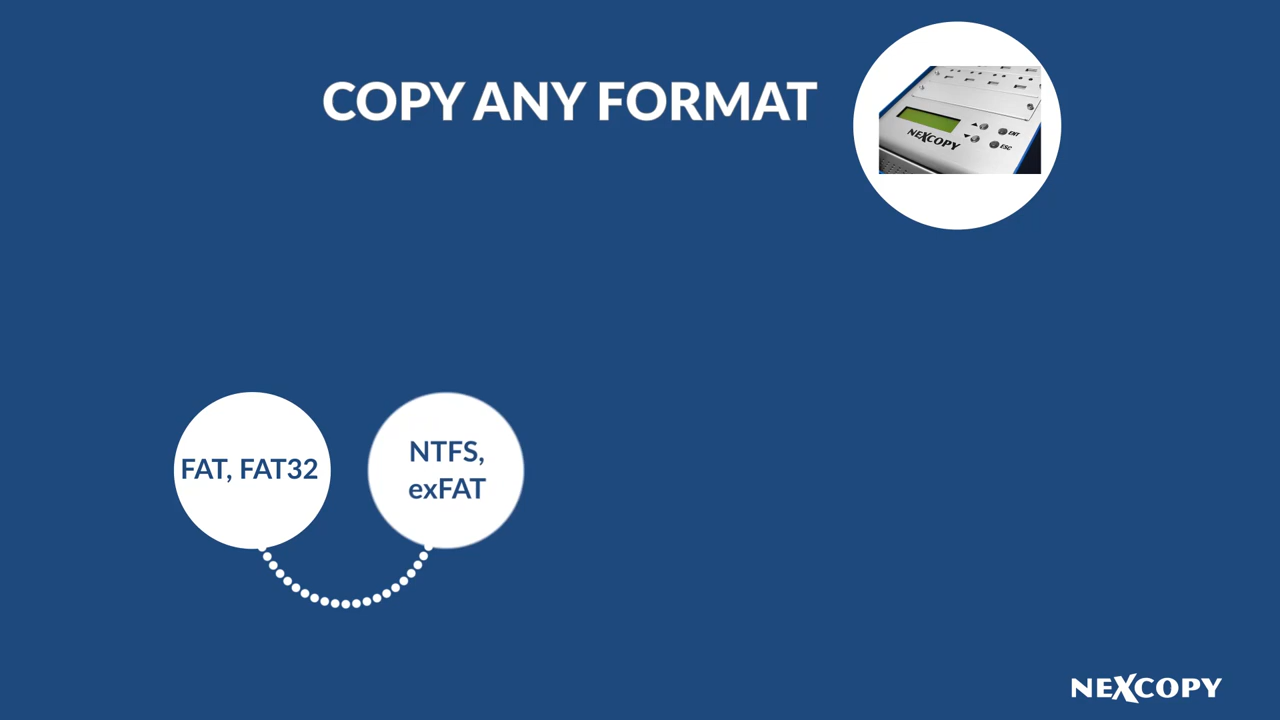 COPY ANY FORMAT
NEXCOPY
ENT
ESC
FAT, FAT32
NTFS,
exFAT
NEXCOPY